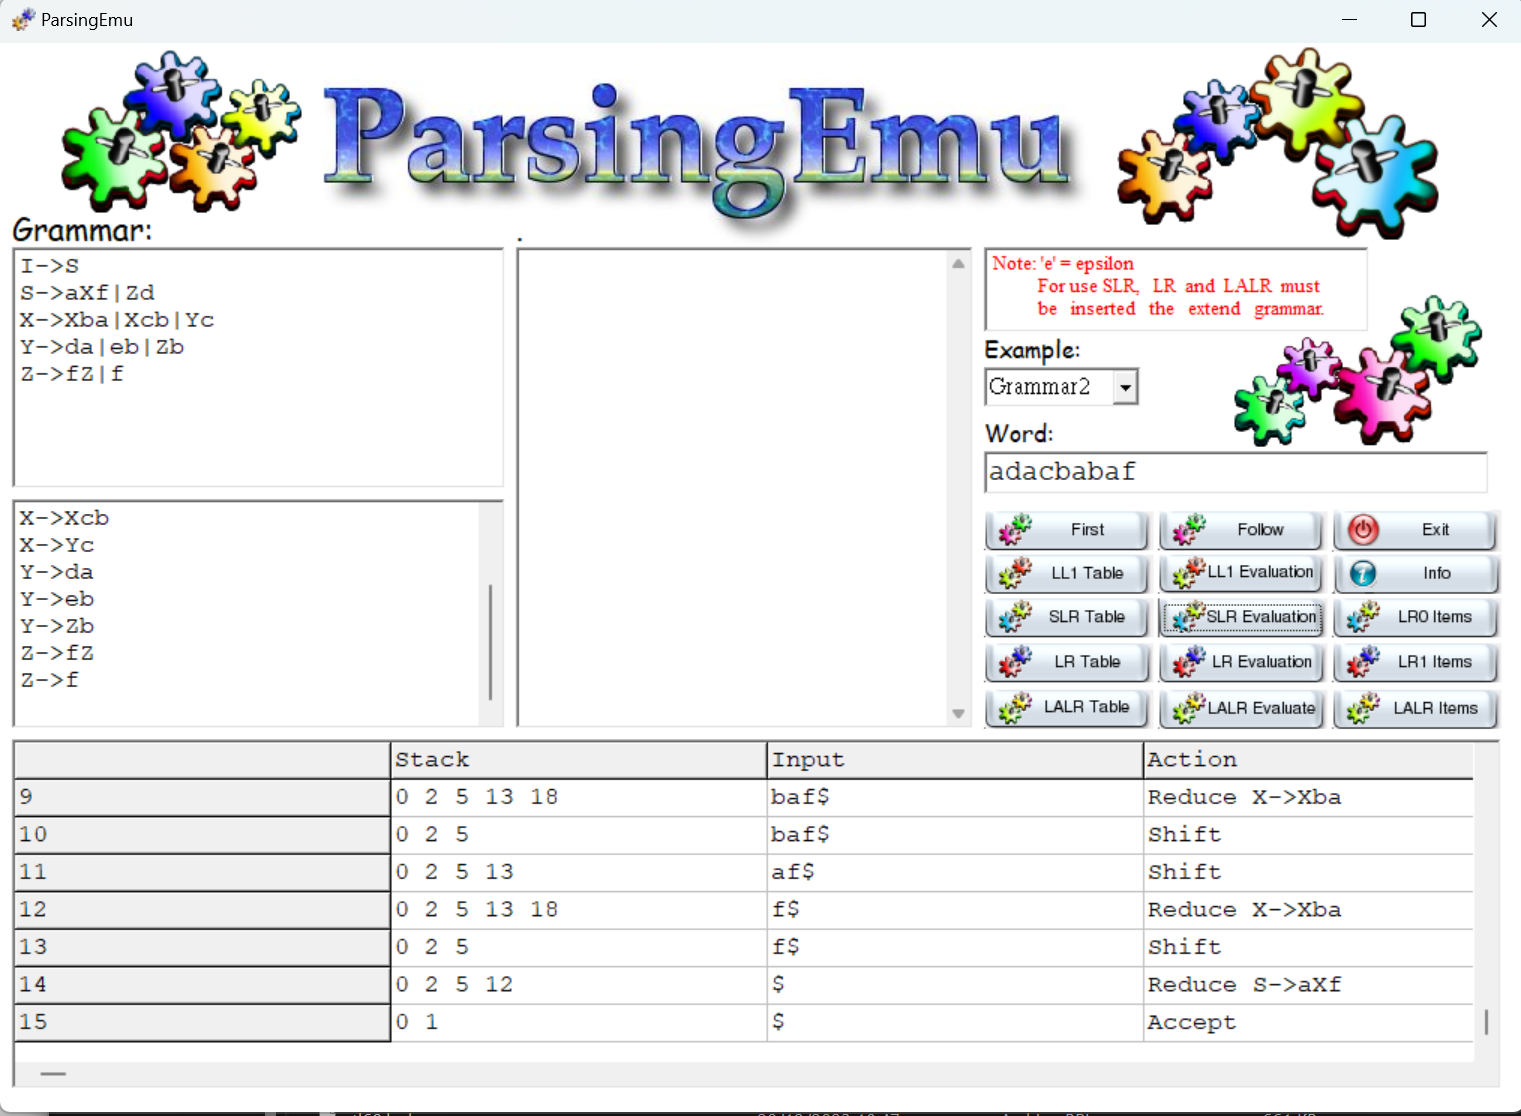 ParsingEmu
ParsingEmu
Grammar:
.
I->S
S->aXf|Zd
X->Xba|Xcb|Yc
Y->da|eb|Zb
Z->fZ|f
Note: 'e' = epsilon
For use SLR, LR and LALR must
be inserted the extend grammar.
Example:
Grammar2
Word:
adacbabaf
X->Xcb
X->Yc
Y->da
Y->eb
Y->Zb
Z->fZ
Z->f
First Follow Exit
LL1 Table LL1 Evaluation Info
SLR Table SLR Evaluation LR0 Items
LR Table LR Evaluation LR1 Items
LALR Table LALR Evaluate LALR Items
Stack Input Action
9 0 2 5 13 18 baf$ Reduce X->Xba
10 0 2 5 baf$ Shift
11 0 2 5 13 af$ Shift
12 0 2 5 13 18 f$ Reduce X->Xba
13 0 2 5 f$ Shift
14 0 2 5 12 $ Reduce S->aXf
15 0 1 $ Accept